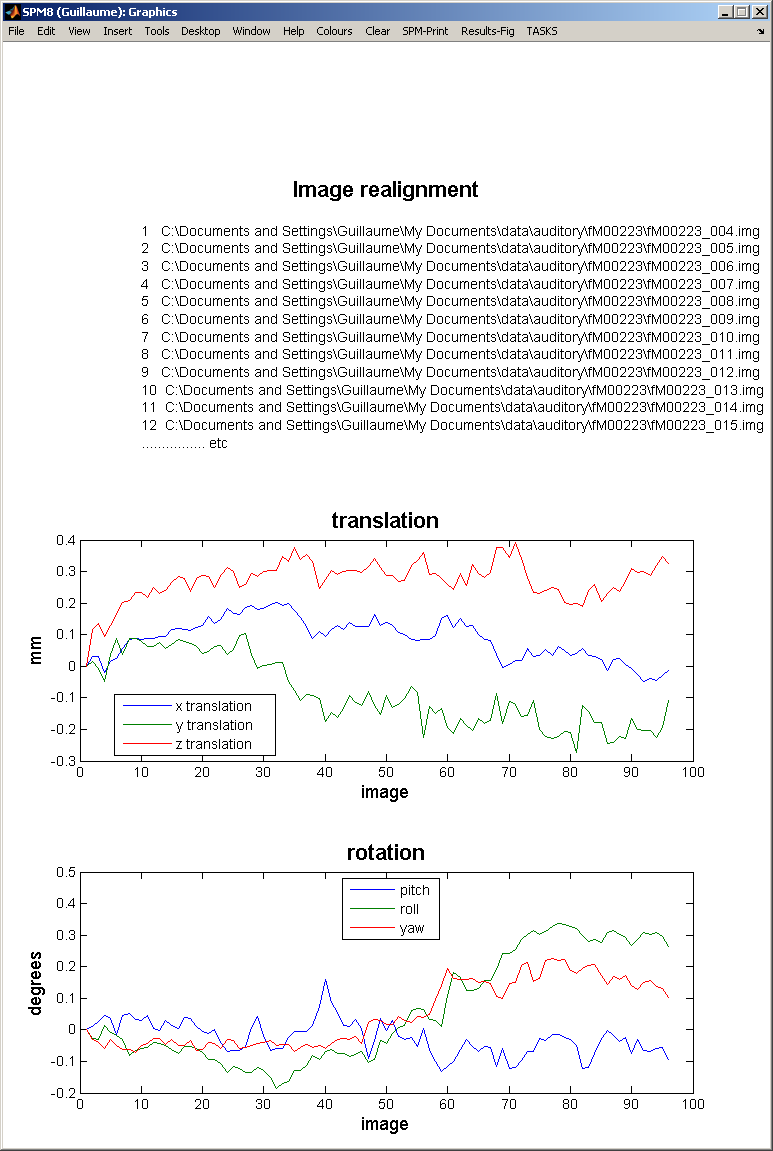 SPM8 (Guillaume): Graphics
File Edit View Insert Tools Desktop Window Help Colours Clear SPM-Print Results-Fig TASKS
Image realignment
1 C:\Documents and Settings\Guillaume\My Documents\data\auditory\fM00223\fM00223_004.img
2 C:\Documents and Settings\Guillaume\My Documents\data\auditory\fM00223\fM00223_005.img
3 C:\Documents and Settings\Guillaume\My Documents\data\auditory\fM00223\fM00223_006.img
4 C:\Documents and Settings\Guillaume\My Documents\data\auditory\fM00223\fM00223_007.img
5 C:\Documents and Settings\Guillaume\My Documents\data\auditory\fM00223\fM00223_008.img
6 C:\Documents and Settings\Guillaume\My Documents\data\auditory\fM00223\fM00223_009.img
7 C:\Documents and Settings\Guillaume\My Documents\data\auditory\fM00223\fM00223_010.img
8 C:\Documents and Settings\Guillaume\My Documents\data\auditory\fM00223\fM00223_011.img
9 C:\Documents and Settings\Guillaume\My Documents\data\auditory\fM00223\fM00223_012.img
10 C:\Documents and Settings\Guillaume\My Documents\data\auditory\fM00223\fM00223_013.img
11 C:\Documents and Settings\Guillaume\My Documents\data\auditory\fM00223\fM00223_014.img
12 C:\Documents and Settings\Guillaume\My Documents\data\auditory\fM00223\fM00223_015.img
................ etc
translation
0.4
0.3
0.2
0.1
0
-0.1
-0.2
-0.3
mm
x translation
y translation
z translation
0 10 20 30 40 50 60 70 80 90 100
image
rotation
0.5
0.4
0.3
0.2
0.1
0
-0.1
-0.2
degrees
pitch
roll
yaw
0 10 20 30 40 50 60 70 80 90 100
image